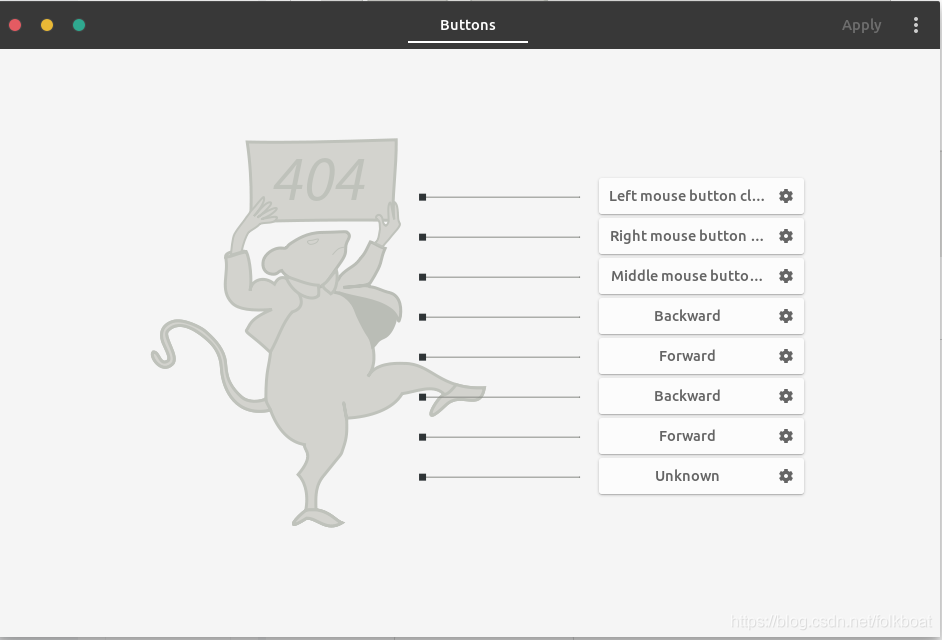 Buttons
Apply
404
Left mouse button cl...
Right mouse button ...
Middle mouse butto...
Backward
Forward
Backward
Forward
Unknown
https://blog.csdn.net/folkboat